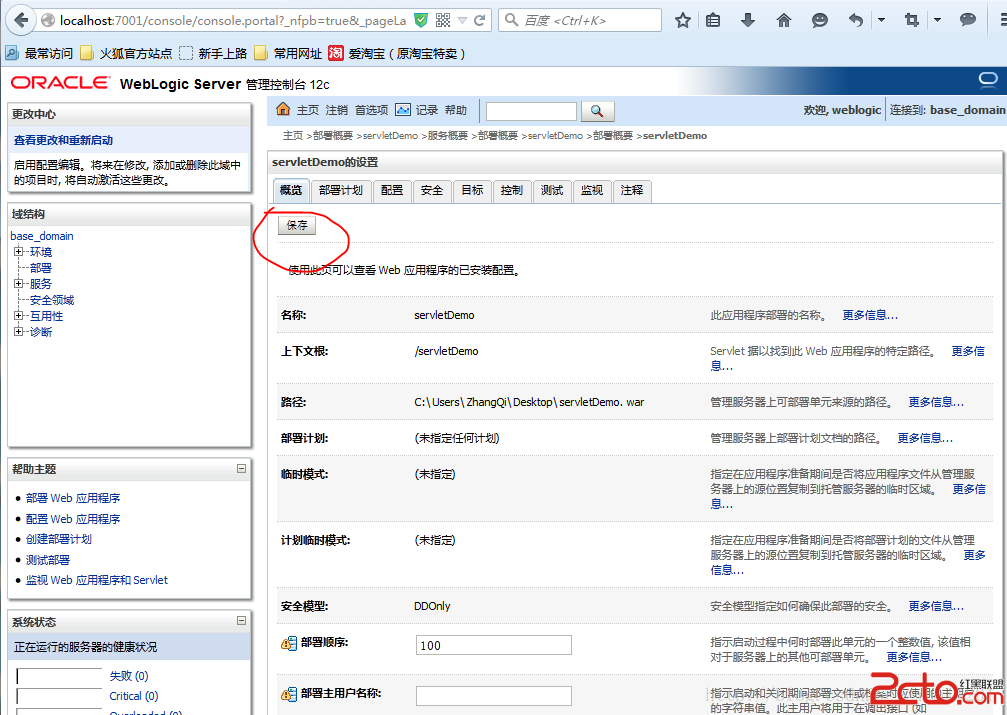 localhost:7001/console/console.portal?_nfpb=true&_pageLa
百度 <Ctrl+K>
最常访问 火狐官方站点 新手上路 常用网址 淘 爱淘宝（原淘宝特卖）
ORACLE WebLogic Server 管理控制台 12c
更改中心
查看更改和重新启动
启用配置编辑。将来在修改, 添加或删除此域中
的项目时, 将自动激活这些更改。
域结构
base_domain
环境
部署
服务
安全领域
互用性
诊断
帮助主题
部署 Web 应用程序
配置 Web 应用程序
创建部署计划
测试部署
监视 Web 应用程序和 Servlet
系统状态
正在运行的服务器的健康状况
失败 (0)
Critical (0)
Overloaded (0)
主页 注销 首选项 记录 帮助
欢迎, weblogic 连接到: base_domain
主页 >部署概要 >servletDemo >服务概要 >部署概要 >servletDemo >部署概要 >servletDemo
servletDemo的设置
概览 部署计划 配置 安全 目标 控制 测试 监视 注释
保存
使用此页可以查看 Web 应用程序的已安装配置。
名称: servletDemo 此应用程序部署的名称。 更多信息...
上下文根: /servletDemo Servlet 据以找到此 Web 应用程序的特定路径。 更多信
息...
路径: C:\Users\ZhangQi\Desktop\servletDemo.war 管理服务器上可部署单元来源的路径。 更多信息...
部署计划: (未指定任何计划) 管理服务器上部署计划文档的路径。 更多信息...
临时模式: (未指定) 指定在应用程序准备期间是否将应用程序文件从管理服
务器上的源位置复制到托管服务器的临时区域。 更多信
息...
计划临时模式: (未指定) 指定在应用程序准备期间是否将部署计划的文件从管理
服务器上的源位置复制到托管服务器的临时区域。 更多
信息...
安全模型: DDOnly 安全模型指定如何确保此部署的安全。 更多信息...
部署顺序: 100 指示启动过程中何时部署此单元的一个整数值, 该值相
对于服务器上的其他可部署单元。 更多信息...
部署主用户名称: 指示启动和关闭期间部署文件或档案时应使用的主
的字符串值。此主用户将用于在调出接口 (如
2cto.com 红黑联盟